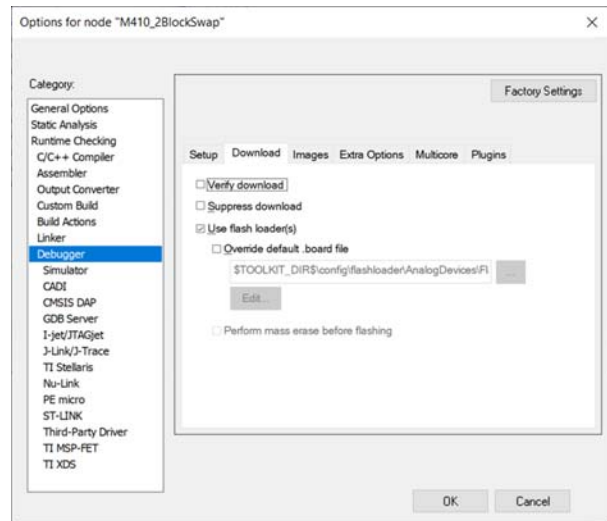 Options for node "M410_2BlockSwap"
Category:
Factory Settings
General Options
Static Analysis
Runtime Checking
C/C++ Compiler
Assembler
Output Converter
Custom Build
Build Actions
Linker
Debugger
Simulator
CADI
CMSIS DAP
GDB Server
I-jet/JTAGjet
J-Link/J-Trace
TI Stellaris
Nu-Link
PE micro
ST-LINK
Third-Party Driver
TI MSP-FET
TI XDS
Setup Download Images Extra Options Multicore Plugins
Verify download
Suppress download
Use flash loader(s)
Override default .board file
$TOOLKIT_DIR$\config\flashloader\AnalogDevices\Fl
...
Edit...
Perform mass erase before flashing
OK Cancel